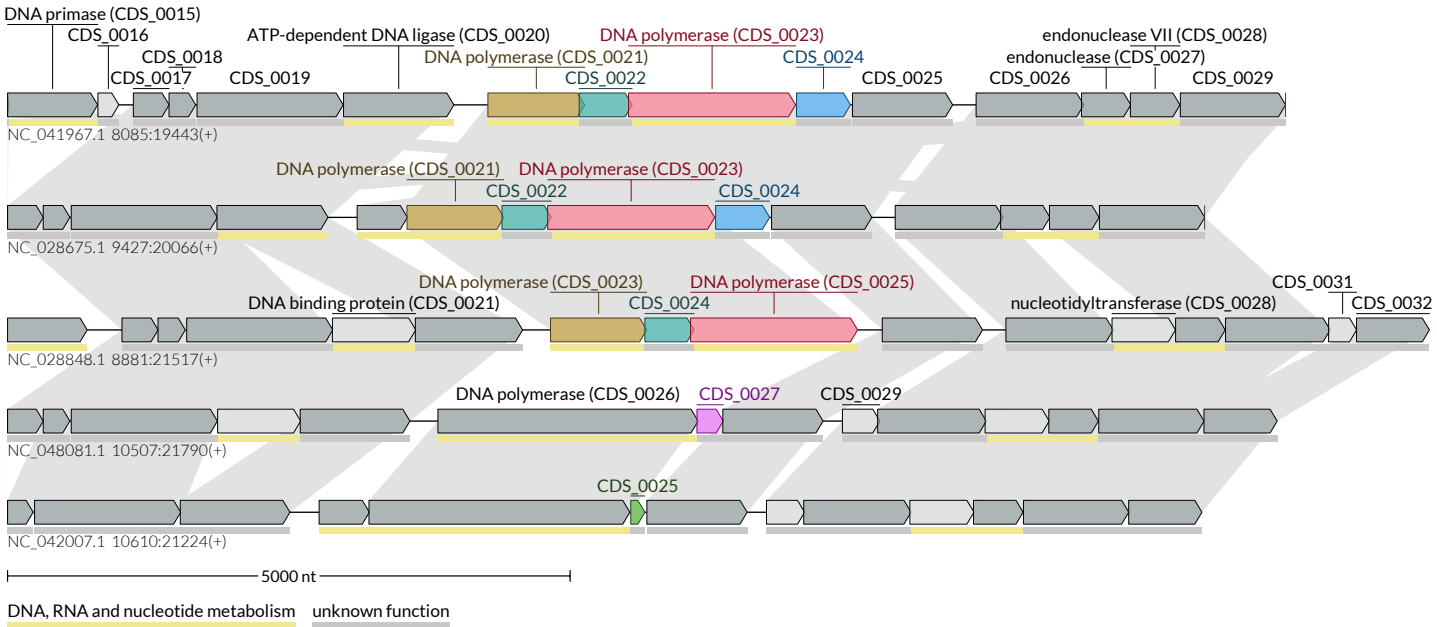 DNA primase (CDS_0015)
CDS_0016
ATP-dependent DNA ligase (CDS_0020)
DNA polymerase (CDS_0023)
endonuclease VII (CDS_0028)
CDS_0018
DNA polymerase (CDS_0021)
CDS_0024
endonuclease (CDS_0027)
CDS_0017
CDS_0019
CDS_0022
CDS_0025
CDS_0026
CDS_0029
NC_041967.1 8085:19443(+)
DNA polymerase (CDS_0021)
DNA polymerase (CDS_0023)
CDS_0022
CDS_0024
NC_028675.1 9427:20066(+)
DNA polymerase (CDS_0023)
DNA polymerase (CDS_0025)
CDS_0031
DNA binding protein (CDS_0021)
CDS_0024
nucleotidyltransferase (CDS_0028)
CDS_0032
NC_028848.1 8881:21517(+)
DNA polymerase (CDS_0026)
CDS_0027
CDS_0029
NC_048081.1 10507:21790(+)
CDS_0025
NC_042007.1 10610:21224(+)
5000 nt
DNA, RNA and nucleotide metabolism
unknown function